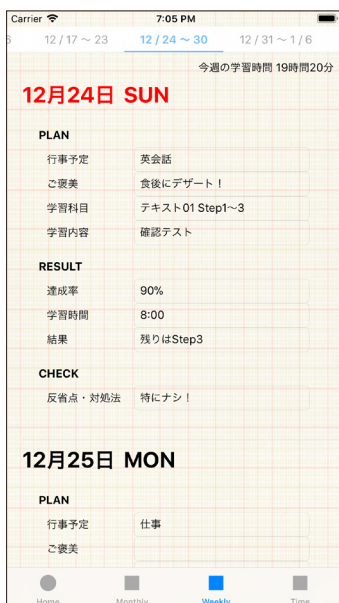 Carrier 7:05 PM
3 12 / 17 〜 23 12 / 24 〜 30 12 / 31 〜 1 / 6
今週の学習時間 19時間20分
12月24日 SUN
PLAN
行事予定 英会話
ご褒美 食後にデザート！
学習科目 テキスト01 Step1〜3
学習内容 確認テスト
RESULT
達成率 90%
学習時間 8:00
結果 残りはStep3
CHECK
反省点・対処法 特にナシ！
12月25日 MON
PLAN
行事予定 仕事
ご褒美
Home Monthly Weekly Time